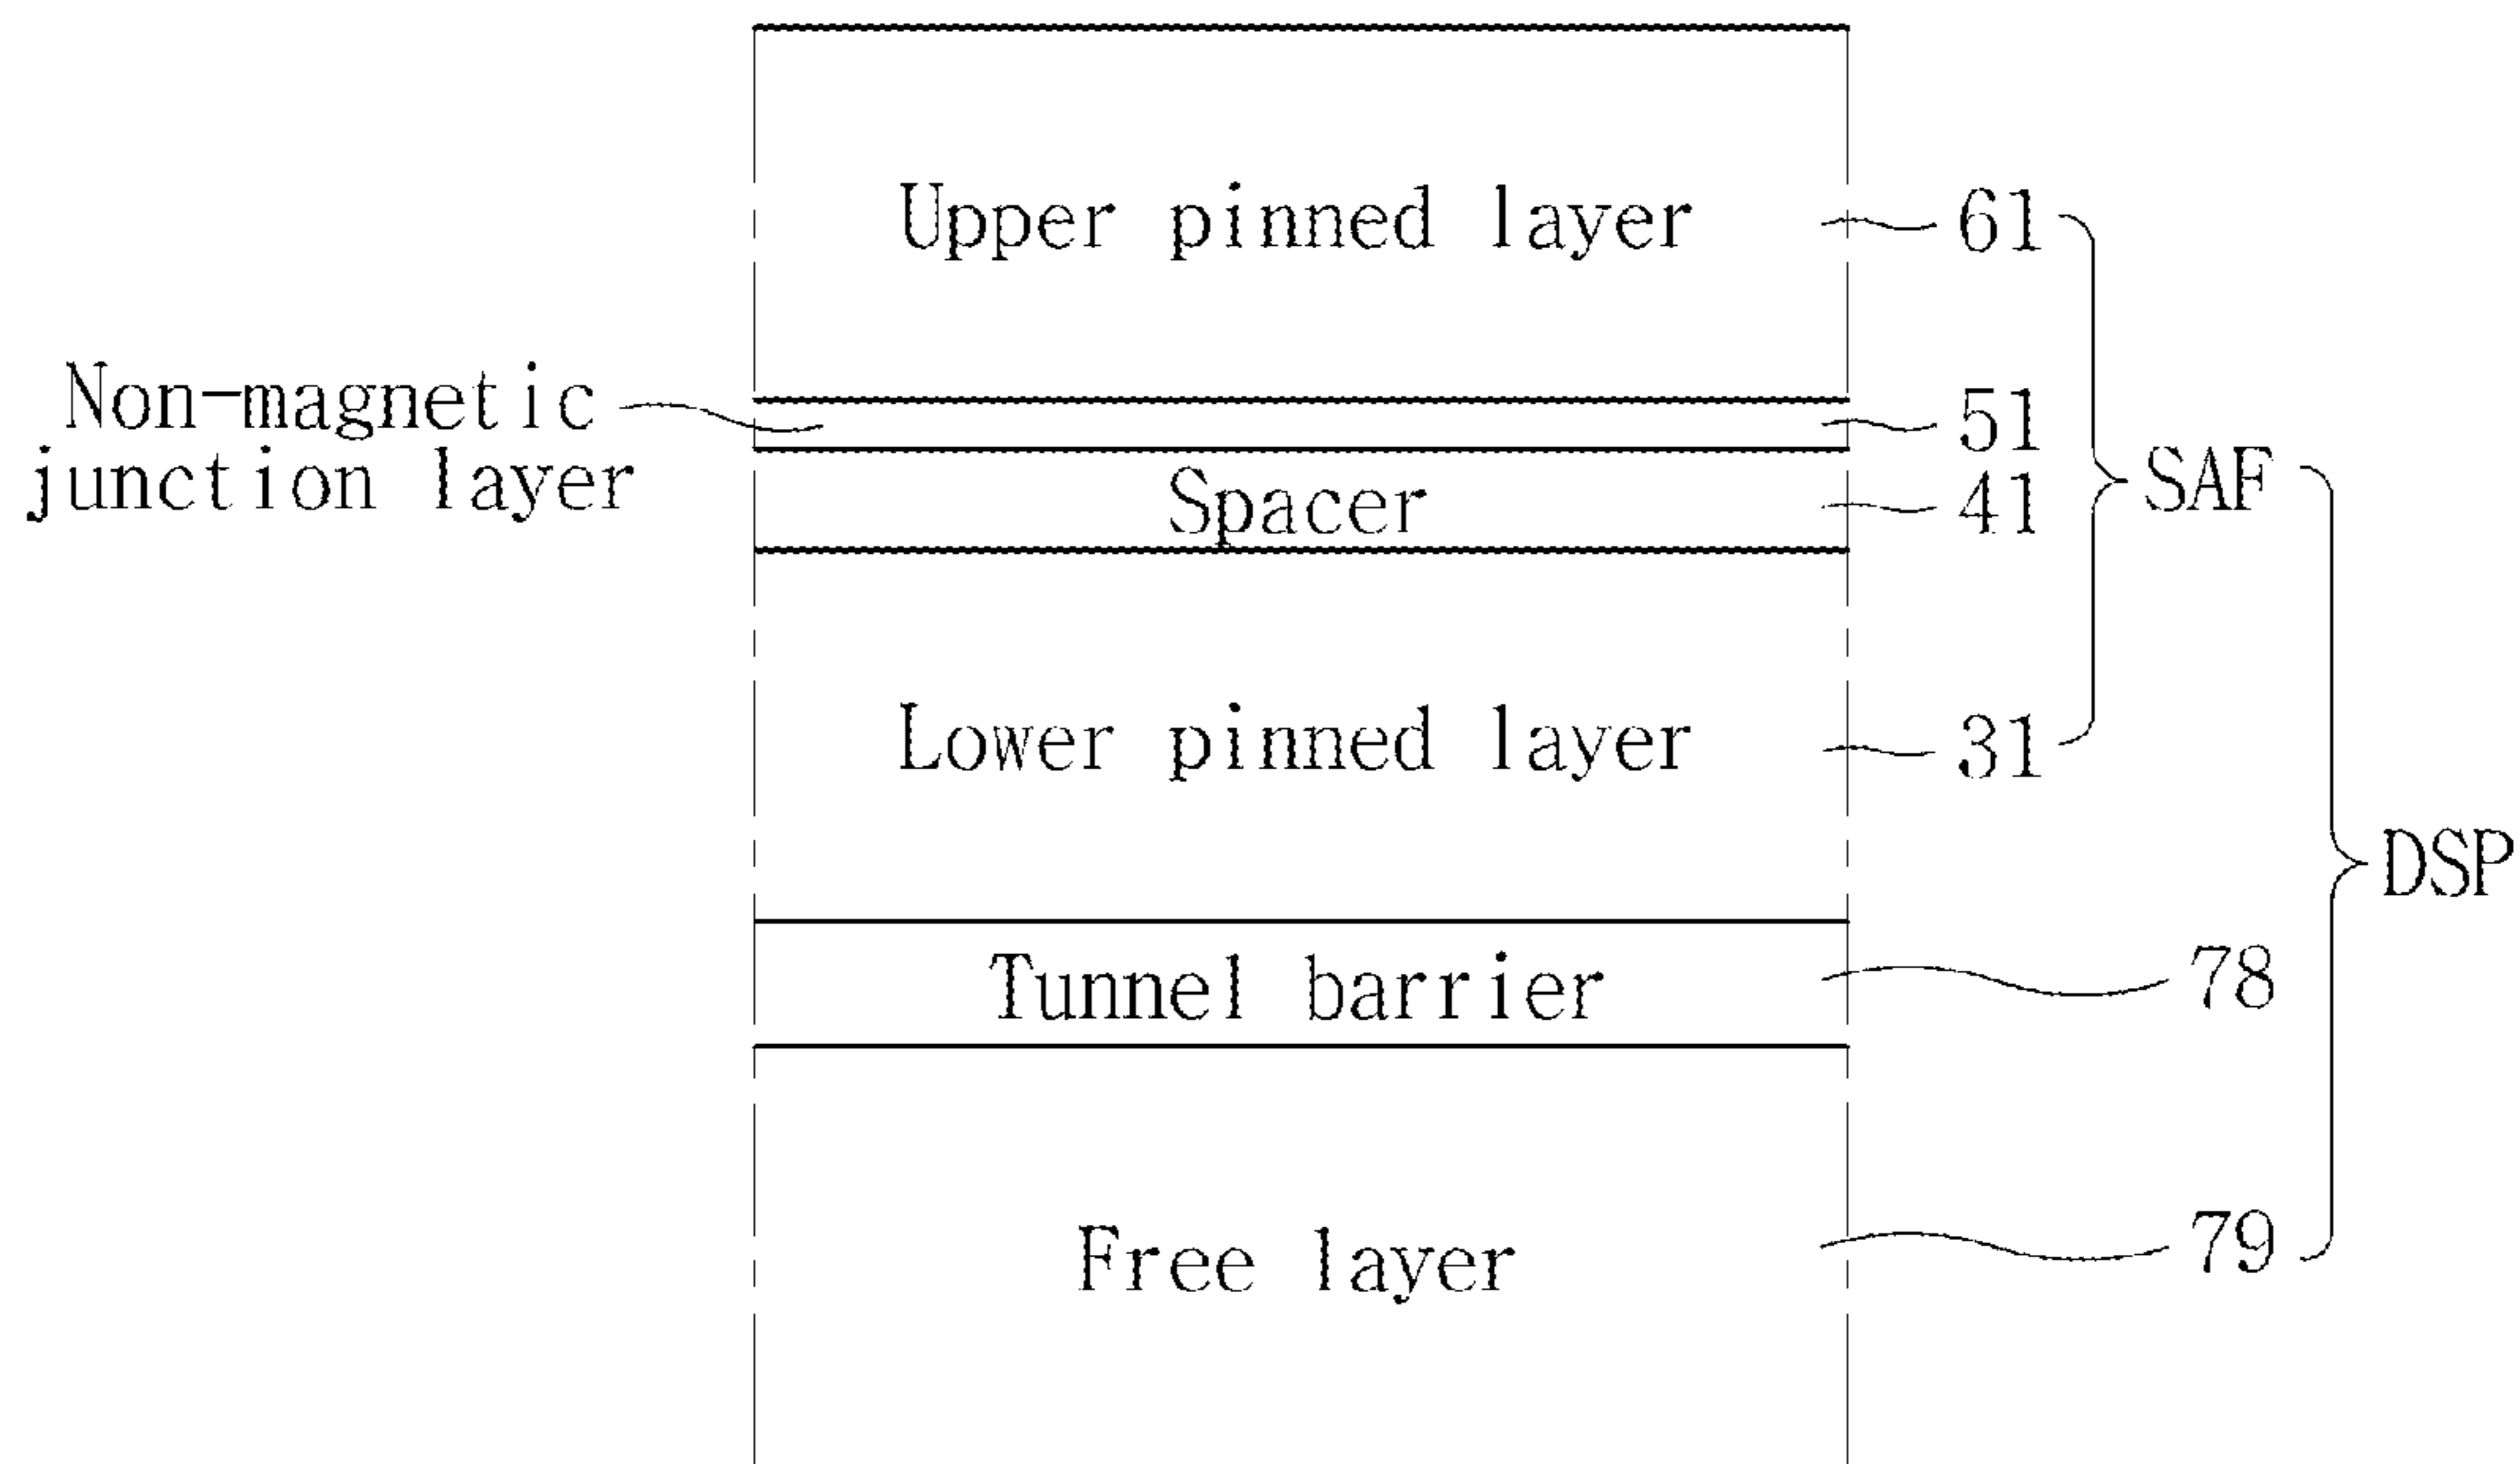 Upper pinned layer 61
Non-magnetic
junction layer
51
Spacer 41
SAF
Lower pinned layer 31
DSP
Tunnel barrier 78
Free layer 79